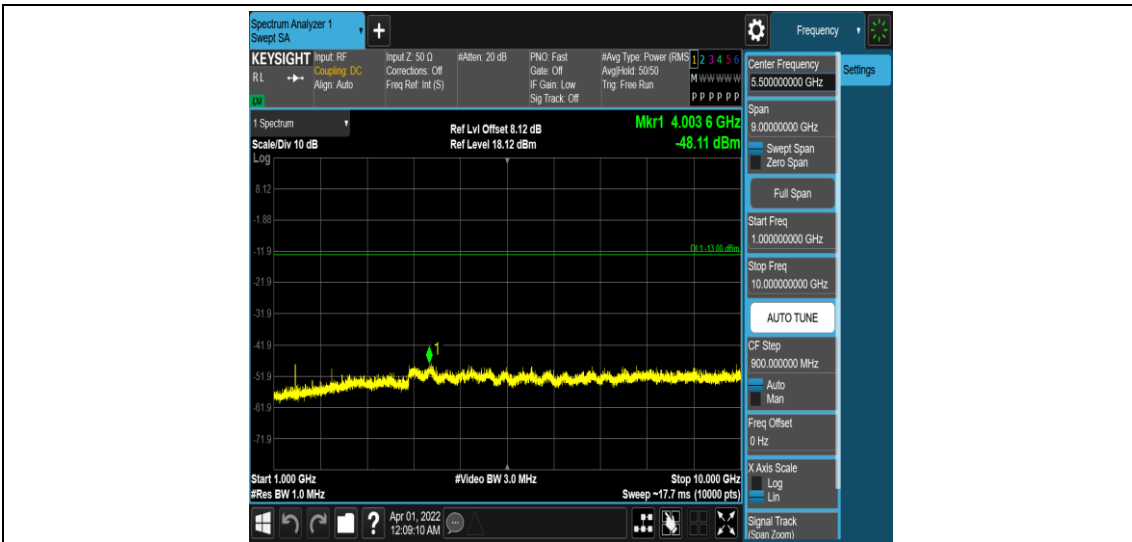 Spectrum Analyzer 1
Swept SA
Frequency
KEYSIGHT
RL
LXI
Input: RF
Coupling: DC
Align: Auto
Input Z: 50 Ω
Corrections: Off
Freq Ref: Int (S)
#Atten: 20 dB
PNO: Fast
Gate: Off
IF Gain: Low
Sig Track: Off
#Avg Type: Power (RMS
Avg|Hold: 50/50
Trig: Free Run
1 2 3 4 5 6
M W W W W W
P P P P P P
1 Spectrum
Scale/Div 10 dB
Log
Ref Lvl Offset 8.12 dB
Ref Level 18.12 dBm
Mkr1 4.003 6 GHz
-48.11 dBm
8.12
-1.88
-11.9
DL1 -13.00 dBm
-21.9
-31.9
-41.9
1
-51.9
-61.9
-71.9
Start 1.000 GHz
#Res BW 1.0 MHz
#Video BW 3.0 MHz
Stop 10.000 GHz
Sweep ~17.7 ms (10000 pts)
Apr 01, 2022
12:09:10 AM
Center Frequency
5.500000000 GHz
Settings
Span
9.00000000 GHz
Swept Span
Zero Span
Full Span
Start Freq
1.000000000 GHz
Stop Freq
10.000000000 GHz
AUTO TUNE
CF Step
900.000000 MHz
Auto
Man
Freq Offset
0 Hz
X Axis Scale
Log
Lin
Signal Track
(Span Zoom)